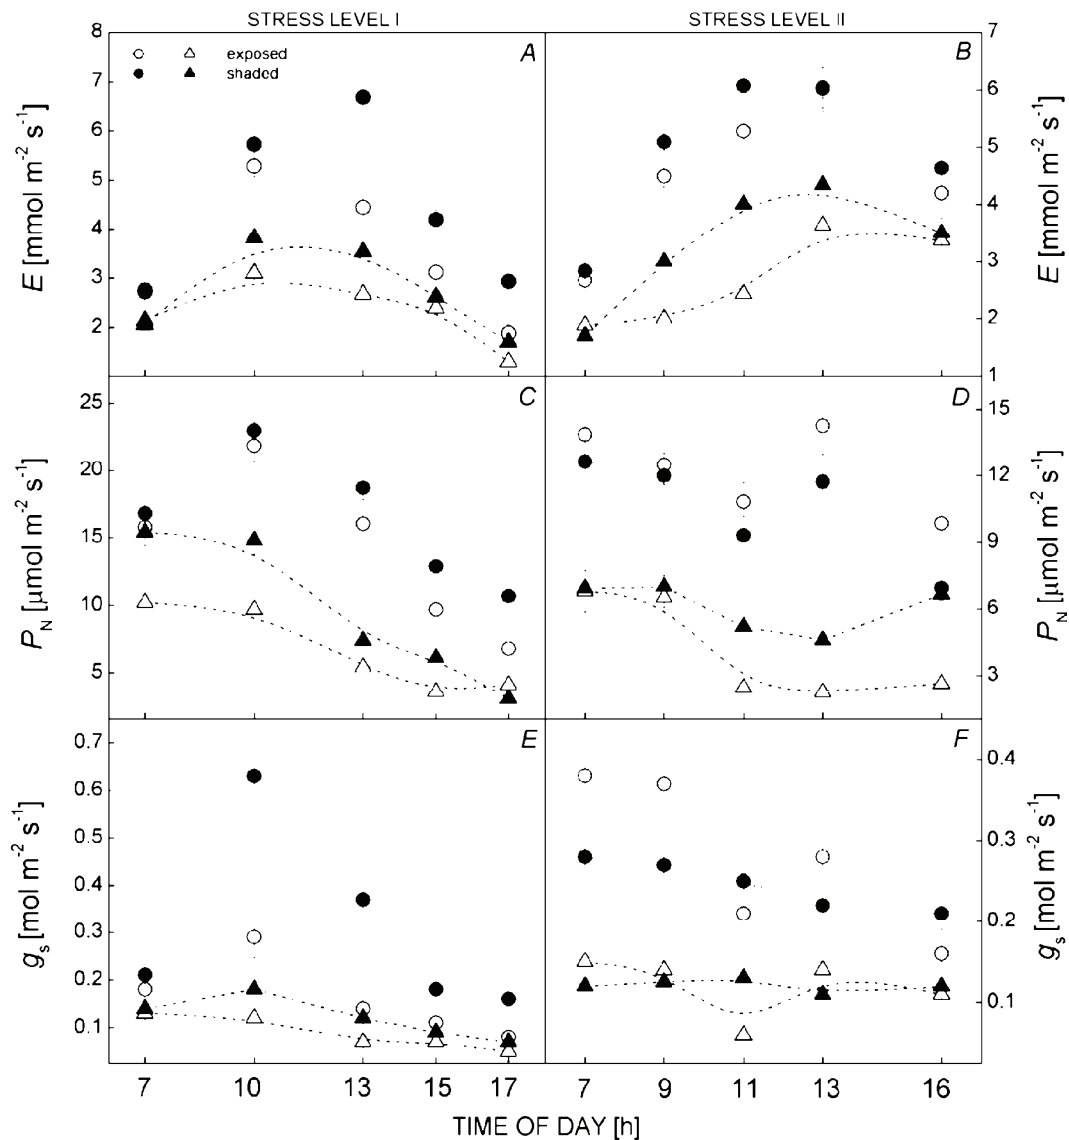 STRESS LEVEL I
STRESS LEVEL II
8
7
6
5
4
3
2
E [mmol m⁻² s⁻¹]
exposed
shaded
A
B
7
6
5
4
3
2
1
E [mmol m⁻² s⁻¹]
25
20
15
10
5
P_N [µmol m⁻² s⁻¹]
C
D
15
12
9
6
3
P_N [µmol m⁻² s⁻¹]
0.7
0.6
0.5
0.4
0.3
0.2
0.1
g_s [mol m⁻² s⁻¹]
E
F
0.4
0.3
0.2
0.1
g_s [mol m⁻² s⁻¹]
7 10 13 15 17
7 9 11 13 16
TIME OF DAY [h]